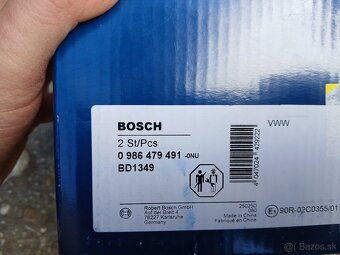 BOSCH
VWW
2 St/Pcs
0 986 479 491 -0NU
BD1349
4 047024 429222
Robert Bosch GmbH
Auf der Breit 4
76227 Karlsruhe
Germany
Made in China
Fabriqué en Chine
E1 90R-02C0355/01
Bazos.sk